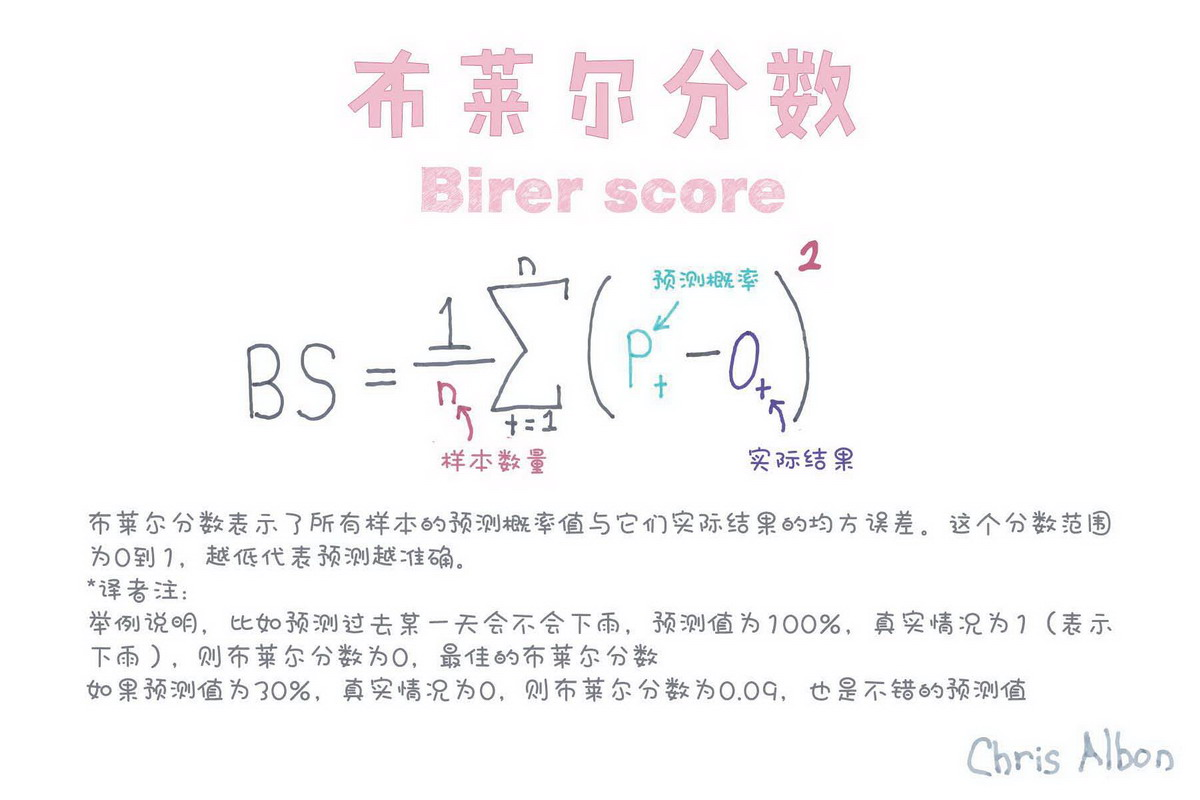 布莱尔分数
Birer score
n
2
预测概率
BS = 1/n ∑ ( Pt − Ot )
t=1
样本数量
实际结果
布莱尔分数表示了所有样本的预测概率值与它们实际结果的均方误差。这个分数范围
为0到1，越低代表预测越准确。
*译者注：
举例说明，比如预测过去某一天会不会下雨，预测值为100%，真实情况为1（表示
下雨），则布莱尔分数为0，最佳的布莱尔分数
如果预测值为30%，真实情况为0，则布莱尔分数为0.09，也是不错的预测值
Chris Albon